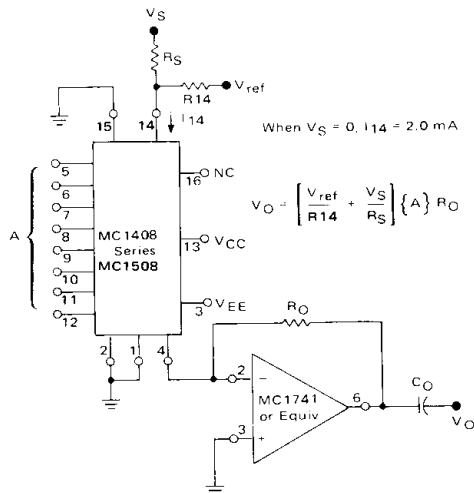 VS
RS
Vref
R14
I14
15
14
When VS = 0, I14 = 2.0 mA
5
6
7
8
9
10
11
12
A
16 NC
MC1408
Series
MC1508
13 VCC
3 VEE
VO = [Vref/R14 + VS/RS] {A} RO
2
1
4
RO
2
−
MC1741
or Equiv
6
3
+
CO
VO